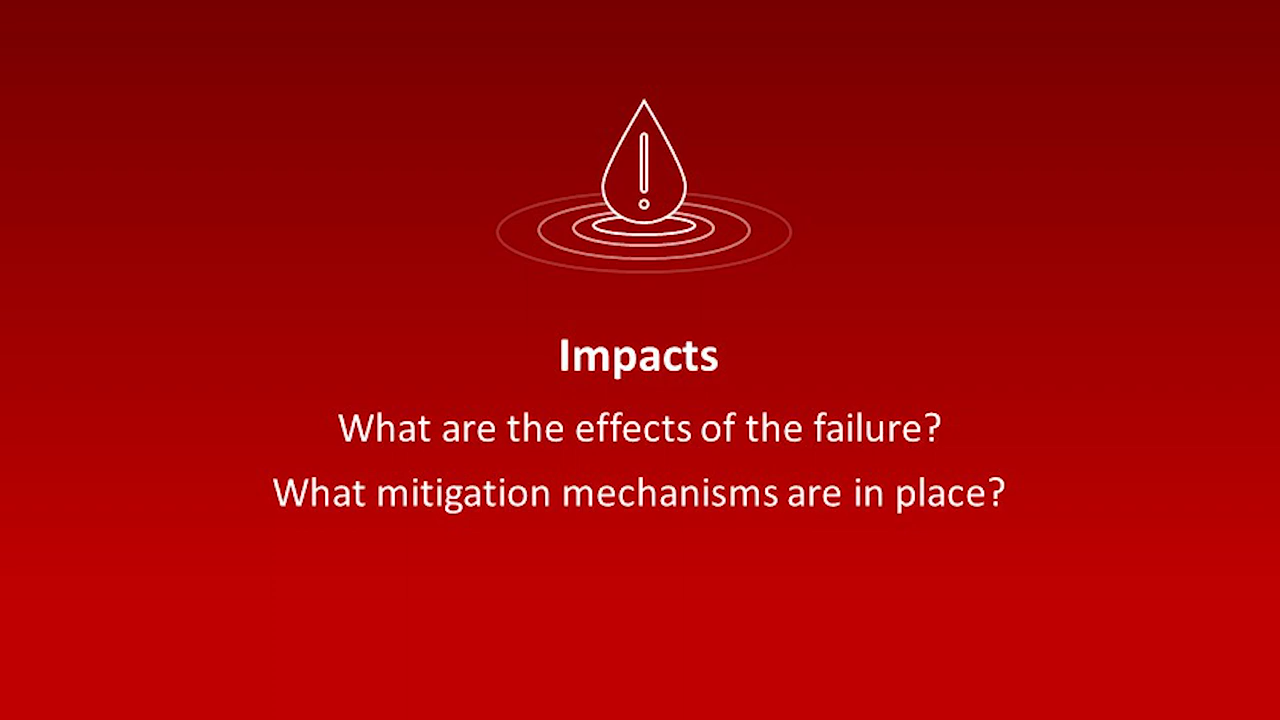 Impacts
What are the effects of the failure?
What mitigation mechanisms are in place?